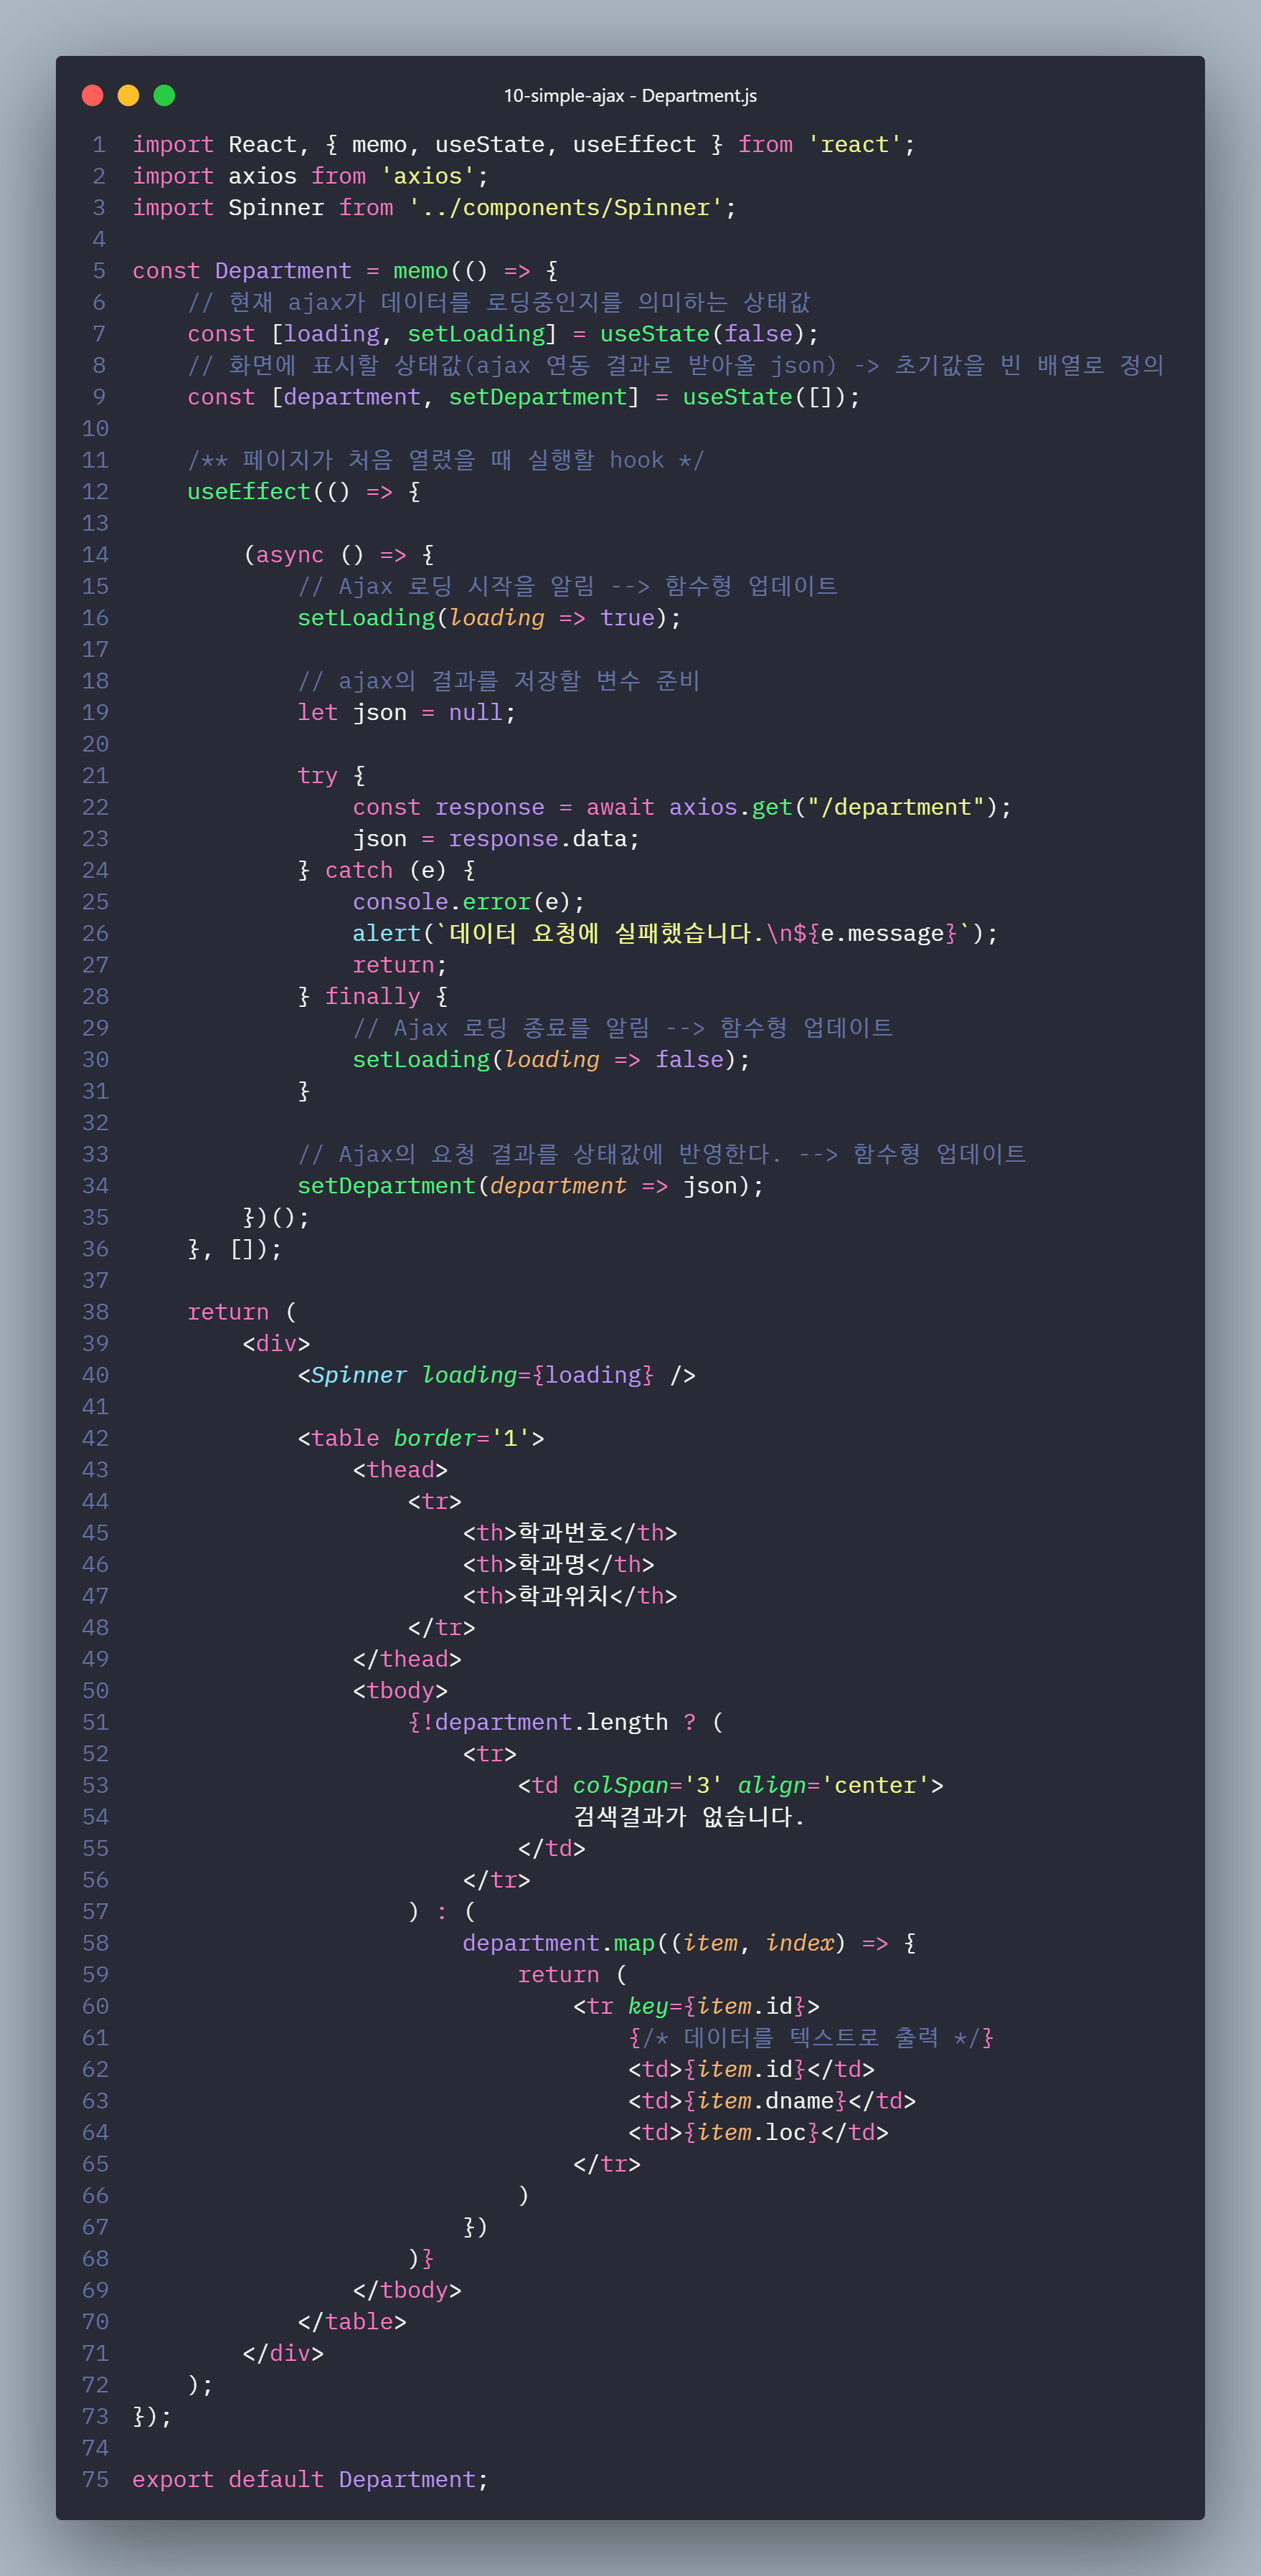 10-simple-ajax - Department.js
1 import React, { memo, useState, useEffect } from 'react';
2 import axios from 'axios';
3 import Spinner from '../components/Spinner';
4
5 const Department = memo(() => {
6     // 현재 ajax가 데이터를 로딩중인지를 의미하는 상태값
7     const [loading, setLoading] = useState(false);
8     // 화면에 표시할 상태값(ajax 연동 결과로 받아올 json) -> 초기값을 빈 배열로 정의
9     const [department, setDepartment] = useState([]);
10
11     /** 페이지가 처음 열렸을 때 실행할 hook */
12     useEffect(() => {
13
14         (async () => {
15             // Ajax 로딩 시작을 알림 --> 함수형 업데이트
16             setLoading(loading => true);
17
18             // ajax의 결과를 저장할 변수 준비
19             let json = null;
20
21             try {
22                 const response = await axios.get("/department");
23                 json = response.data;
24             } catch (e) {
25                 console.error(e);
26                 alert(`데이터 요청에 실패했습니다.\n${e.message}`);
27                 return;
28             } finally {
29                 // Ajax 로딩 종료를 알림 --> 함수형 업데이트
30                 setLoading(loading => false);
31             }
32
33             // Ajax의 요청 결과를 상태값에 반영한다. --> 함수형 업데이트
34             setDepartment(department => json);
35         })();
36     }, []);
37
38     return (
39         <div>
40             <Spinner loading={loading} />
41
42             <table border='1'>
43                 <thead>
44                     <tr>
45                         <th>학과번호</th>
46                         <th>학과명</th>
47                         <th>학과위치</th>
48                     </tr>
49                 </thead>
50                 <tbody>
51                     {!department.length ? (
52                         <tr>
53                             <td colSpan='3' align='center'>
54                                 검색결과가 없습니다.
55                             </td>
56                         </tr>
57                     ) : (
58                         department.map((item, index) => {
59                             return (
60                                 <tr key={item.id}>
61                                     {/* 데이터를 텍스트로 출력 */}
62                                     <td>{item.id}</td>
63                                     <td>{item.dname}</td>
64                                     <td>{item.loc}</td>
65                                 </tr>
66                             )
67                         })
68                     )}
69                 </tbody>
70             </table>
71         </div>
72     );
73 });
74
75 export default Department;